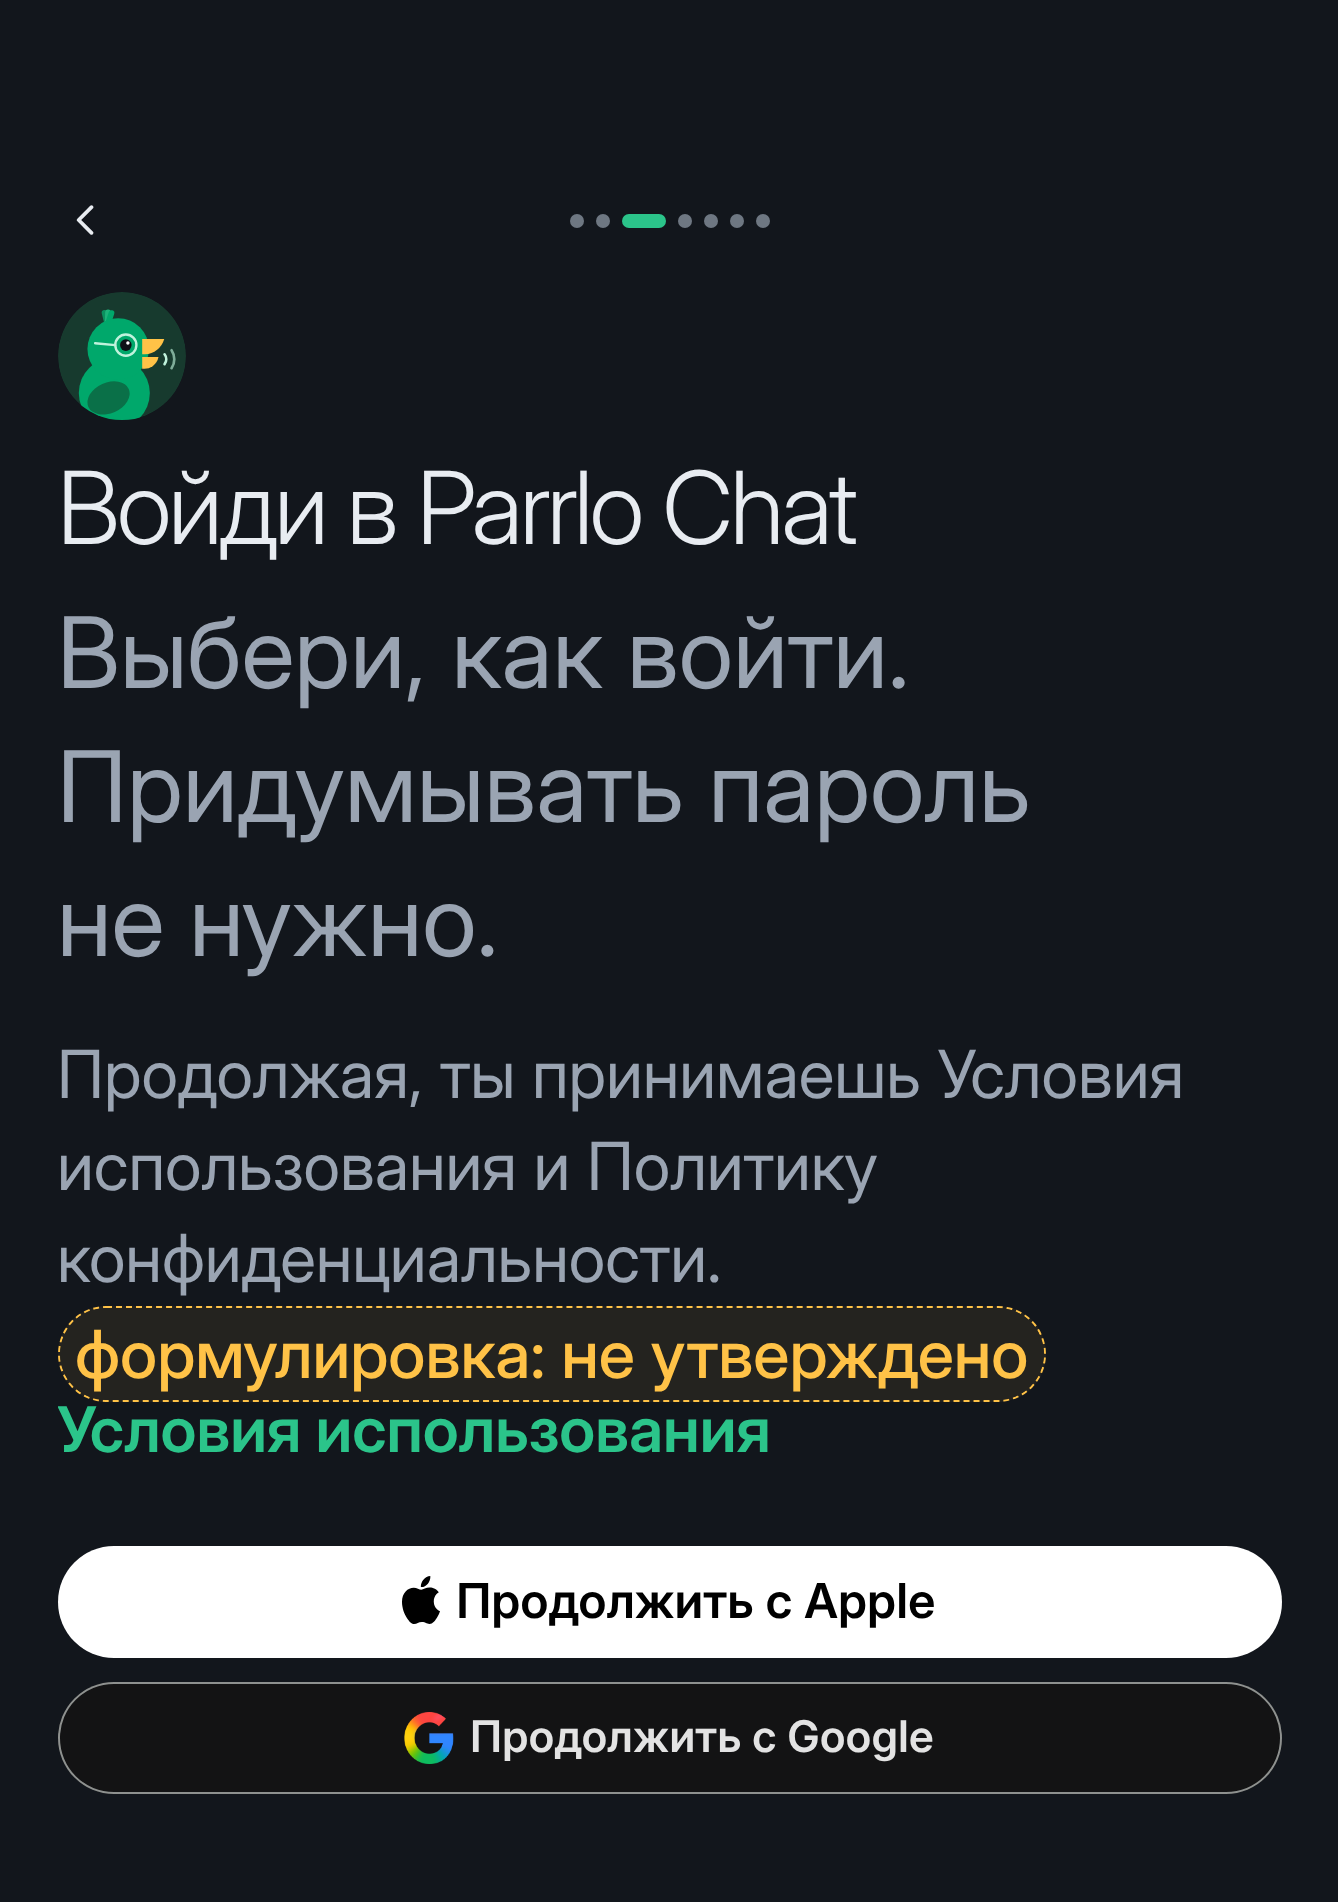 Войди в Parrlo Chat
Выбери, как войти.
Придумывать пароль
не нужно.
Продолжая, ты принимаешь Условия
использования и Политику
конфиденциальности.
формулировка: не утверждено
Условия использования
Продолжить с Apple
Продолжить с Google